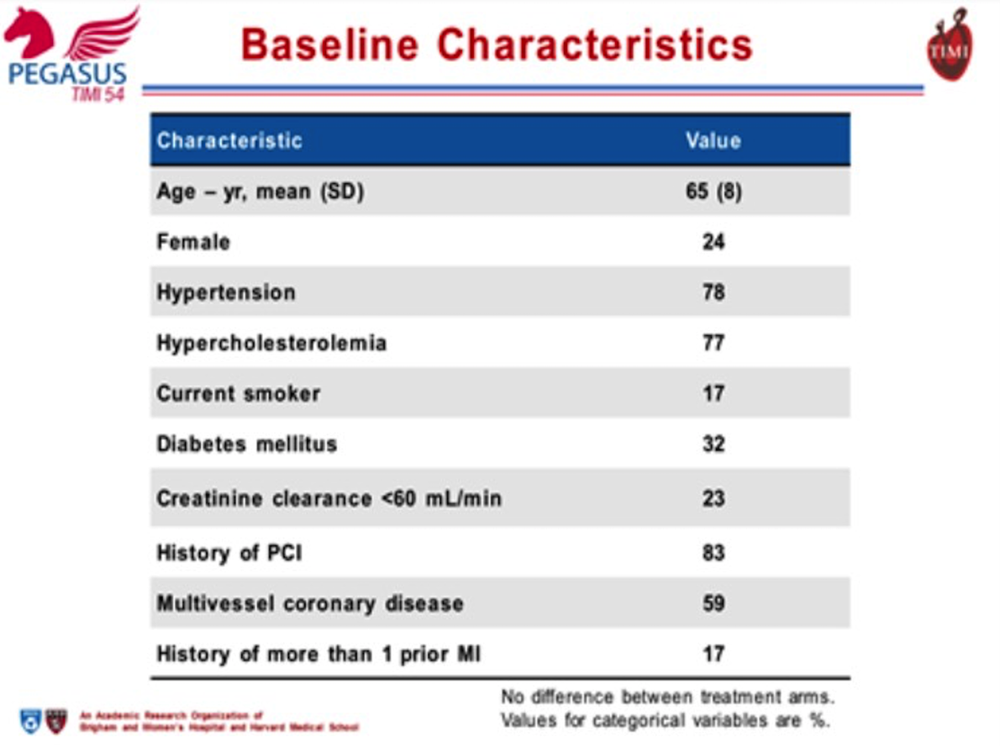 PEGASUS
TIMI 54
Baseline Characteristics
TIMI
Characteristic Value
Age – yr, mean (SD) 65 (8)
Female 24
Hypertension 78
Hypercholesterolemia 77
Current smoker 17
Diabetes mellitus 32
Creatinine clearance <60 mL/min 23
History of PCI 83
Multivessel coronary disease 59
History of more than 1 prior MI 17
No difference between treatment arms.
Values for categorical variables are %.
An Academic Research Organization of
Brigham and Women's Hospital and Harvard Medical School